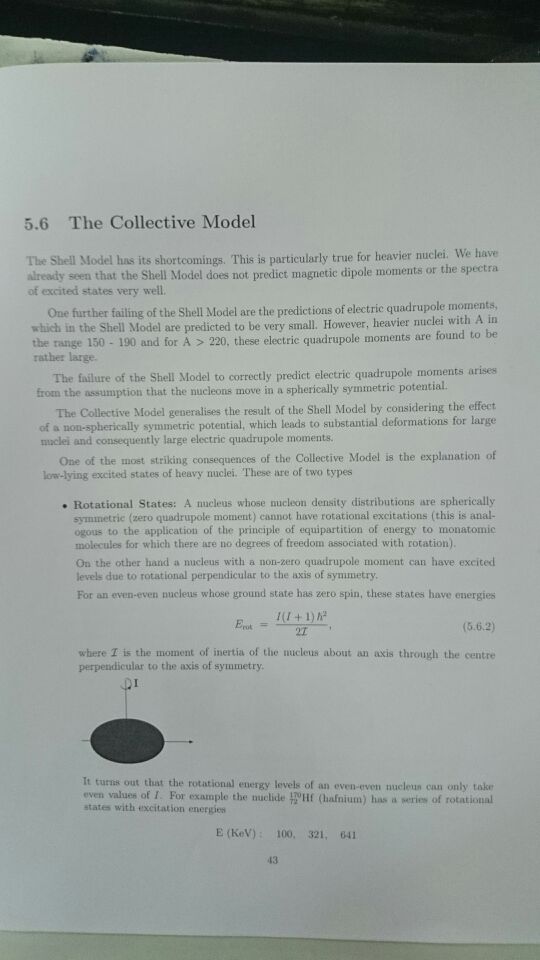 5.6 The Collective Model
The Shell Model has its shortcomings. This is particularly true for heavier nuclei. We have
already seen that the Shell Model does not predict magnetic dipole moments or the spectra
of excited states very well.
One further failing of the Shell Model are the predictions of electric quadrupole moments,
which in the Shell Model are predicted to be very small. However, heavier nuclei with A in
the range 150 - 190 and for A > 220, these electric quadrupole moments are found to be
rather large.
The failure of the Shell Model to correctly predict electric quadrupole moments arises
from the assumption that the nucleons move in a spherically symmetric potential.
The Collective Model generalises the result of the Shell Model by considering the effect
of a non-spherically symmetric potential, which leads to substantial deformations for large
nuclei and consequently large electric quadrupole moments.
One of the most striking consequences of the Collective Model is the explanation of
low-lying excited states of heavy nuclei. These are of two types
• Rotational States: A nucleus whose nucleon density distributions are spherically
symmetric (zero quadrupole moment) cannot have rotational excitations (this is anal-
ogous to the application of the principle of equipartition of energy to monatomic
molecules for which there are no degrees of freedom associated with rotation).
On the other hand a nucleus with a non-zero quadrupole moment can have excited
levels due to rotational perpendicular to the axis of symmetry.
For an even-even nucleus whose ground state has zero spin, these states have energies
E_rot = I(I + 1) ℏ² / 2ℐ, (5.6.2)
where ℐ is the moment of inertia of the nucleus about an axis through the centre
perpendicular to the axis of symmetry.
I
It turns out that the rotational energy levels of an even-even nucleus can only take
even values of I. For example the nuclide ¹⁷⁰₇₂Hf (hafnium) has a series of rotational
states with excitation energies
E (KeV) : 100, 321, 641
43